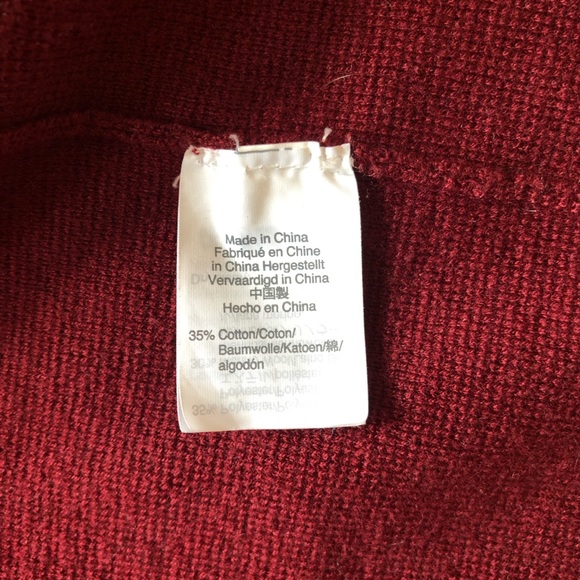 Made in China
Fabriqué en Chine
in China Hergestellt
Vervaardigd in China
中国製
Hecho en China
35% Cotton/Coton/
Baumwolle/Katoen/綿/
algodón